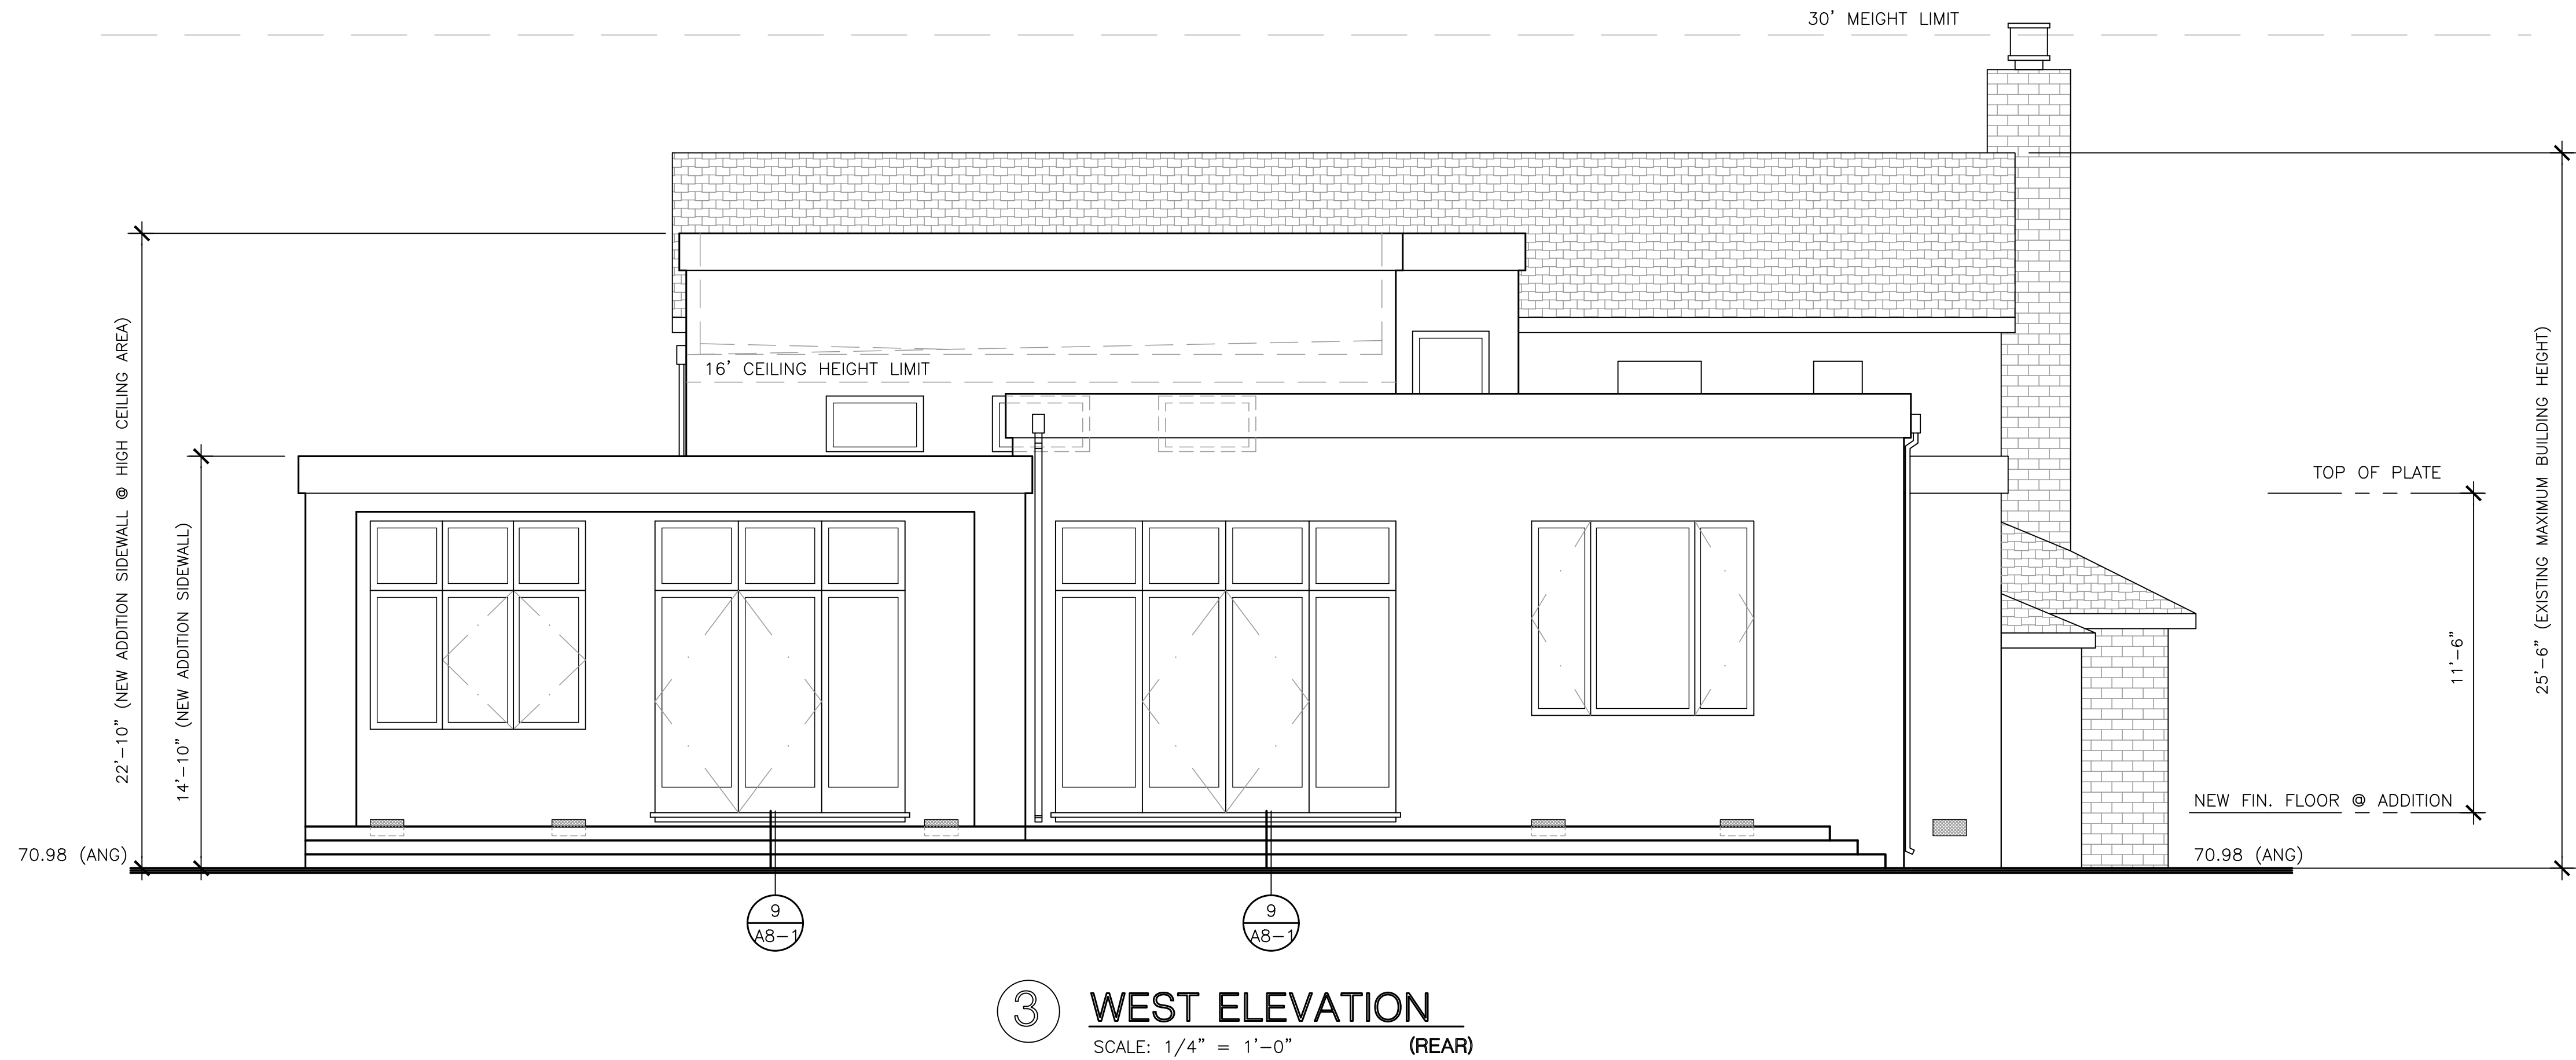 30' MEIGHT LIMIT
16' CEILING HEIGHT LIMIT
22'-10" (NEW ADDITION SIDEWALL @ HIGH CEILING AREA)
14'-10" (NEW ADDITION SIDEWALL)
TOP OF PLATE
11'-6"
25'-6" (EXISTING MAXIMUM BUILDING HEIGHT)
NEW FIN. FLOOR @ ADDITION
70.98 (ANG)
70.98 (ANG)
9
A8-1
9
A8-1
3 WEST ELEVATION
SCALE: 1/4" = 1'-0" (REAR)